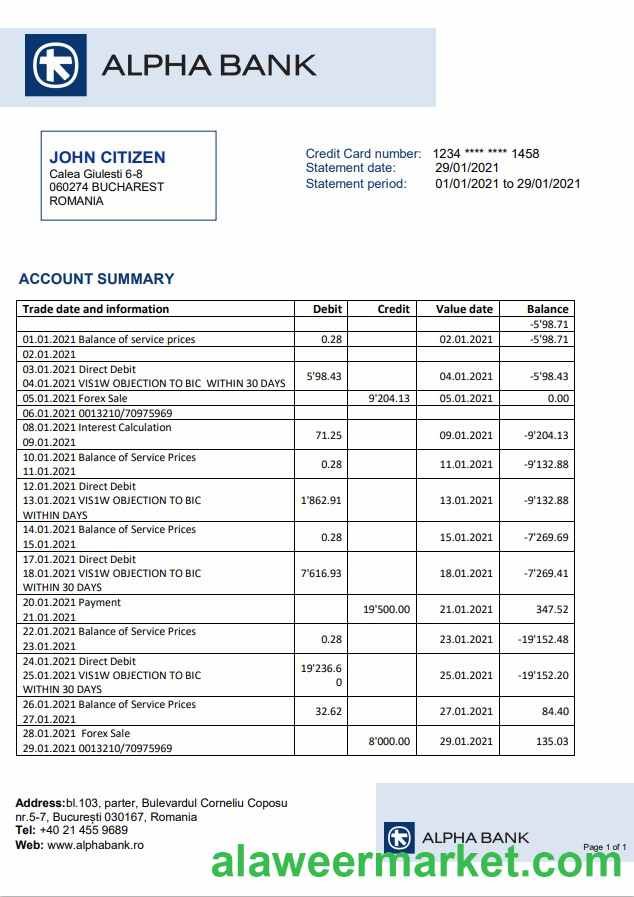 ALPHA BANK
JOHN CITIZEN
Calea Giulesti 6-8
060274 BUCHAREST
ROMANIA
Credit Card number: 1234 **** **** 1458
Statement date: 29/01/2021
Statement period: 01/01/2021 to 29/01/2021
ACCOUNT SUMMARY
Trade date and information Debit Credit Value date Balance
-5'98.71
01.01.2021 Balance of service prices 0.28 02.01.2021 -5'98.71
02.01.2021
03.01.2021 Direct Debit
04.01.2021 VIS1W OBJECTION TO BIC WITHIN 30 DAYS 5'98.43 04.01.2021 -5'98.43
05.01.2021 Forex Sale 9'204.13 05.01.2021 0.00
06.01.2021 0013210/70975969
08.01.2021 Interest Calculation
09.01.2021 71.25 09.01.2021 -9'204.13
10.01.2021 Balance of Service Prices
11.01.2021 0.28 11.01.2021 -9'132.88
12.01.2021 Direct Debit
13.01.2021 VIS1W OBJECTION TO BIC 1'862.91 13.01.2021 -9'132.88
WITHIN DAYS
14.01.2021 Balance of Service Prices
15.01.2021 0.28 15.01.2021 -7'269.69
17.01.2021 Direct Debit
18.01.2021 VIS1W OBJECTION TO BIC 7'616.93 18.01.2021 -7'269.41
WITHIN 30 DAYS
20.01.2021 Payment
21.01.2021 19'500.00 21.01.2021 347.52
22.01.2021 Balance of Service Prices
23.01.2021 0.28 23.01.2021 -19'152.48
24.01.2021 Direct Debit
25.01.2021 VIS1W OBJECTION TO BIC 19'236.60 25.01.2021 -19'152.20
WITHIN 30 DAYS
26.01.2021 Balance of Service Prices
27.01.2021 32.62 27.01.2021 84.40
28.01.2021 Forex Sale
29.01.2021 0013210/70975969 8'000.00 29.01.2021 135.03
Address:bl.103, parter, Bulevardul Corneliu Coposu
nr.5-7, București 030167, Romania
Tel: +40 21 455 9689
Web: www.alphabank.ro
ALPHA BANK
Page 1 of 1
alaweermarket.com